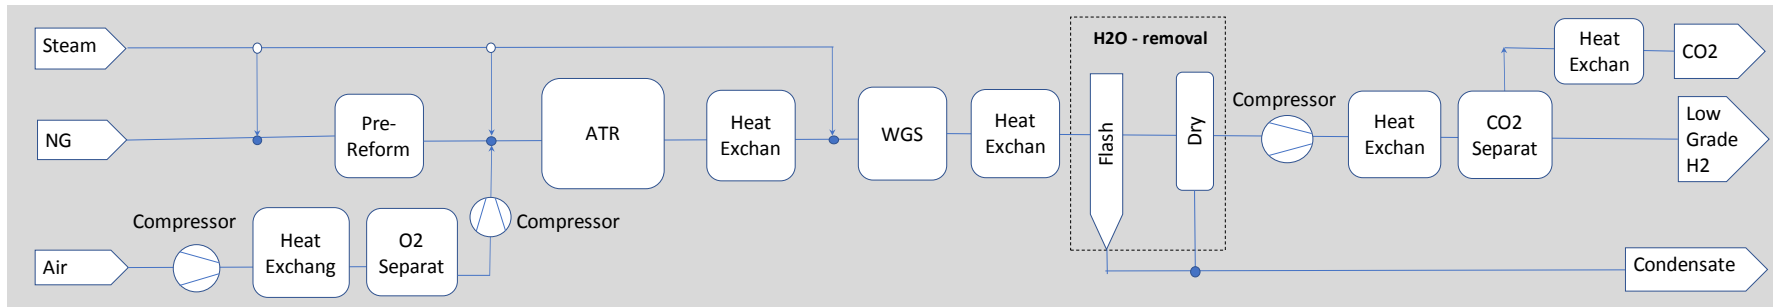 Steam
H2O - removal
Heat
Exchan
CO2
NG
Pre-
Reform
ATR
Heat
Exchan
WGS
Heat
Exchan
Flash
Dry
Compressor
Heat
Exchan
CO2
Separat
Low
Grade
H2
Compressor
Compressor
Air
Heat
Exchang
O2
Separat
Condensate